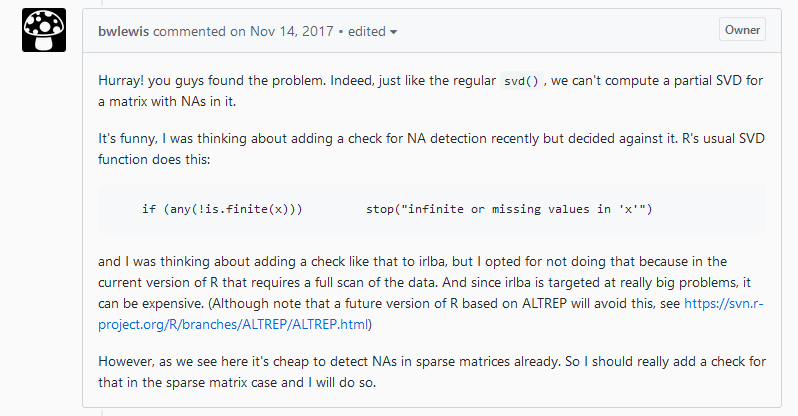 bwlewis commented on Nov 14, 2017 • edited
Owner
Hurray! you guys found the problem. Indeed, just like the regular svd() , we can't compute a partial SVD for
a matrix with NAs in it.
It's funny, I was thinking about adding a check for NA detection recently but decided against it. R's usual SVD
function does this:
if (any(!is.finite(x)))        stop("infinite or missing values in 'x'")
and I was thinking about adding a check like that to irlba, but I opted for not doing that because in the
current version of R that requires a full scan of the data. And since irlba is targeted at really big problems, it
can be expensive. (Although note that a future version of R based on ALTREP will avoid this, see https://svn.r-
project.org/R/branches/ALTREP/ALTREP.html)
However, as we see here it's cheap to detect NAs in sparse matrices already. So I should really add a check for
that in the sparse matrix case and I will do so.